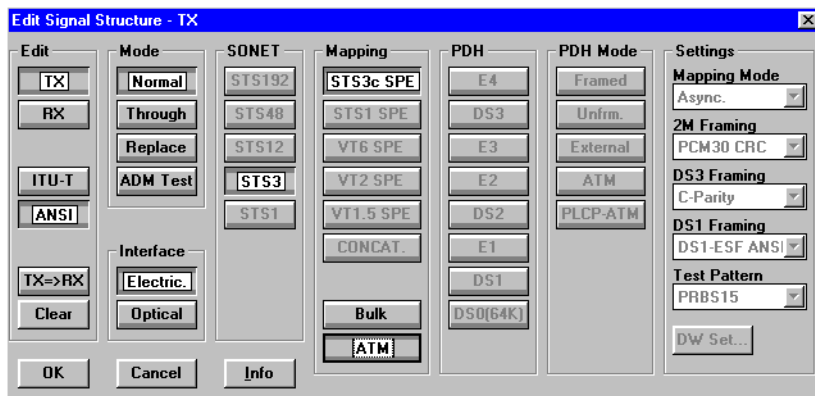 Edit Signal Structure - TX
Edit
TX
RX
ITU-T
ANSI
TX=>RX
Clear
Mode
Normal
Through
Replace
ADM Test
Interface
Electric.
Optical
SONET
STS192
STS48
STS12
STS3
STS1
Mapping
STS3c SPE
STS1 SPE
VT6 SPE
VT2 SPE
VT1.5 SPE
CONCAT.
Bulk
ATM
PDH
E4
DS3
E3
E2
DS2
E1
DS1
DS0(64K)
PDH Mode
Framed
Unfrm.
External
ATM
PLCP-ATM
Settings
Mapping Mode
Async.
2M Framing
PCM30 CRC
DS3 Framing
C-Parity
DS1 Framing
DS1-ESF ANSI
Test Pattern
PRBS15
DW Set...
OK
Cancel
Info